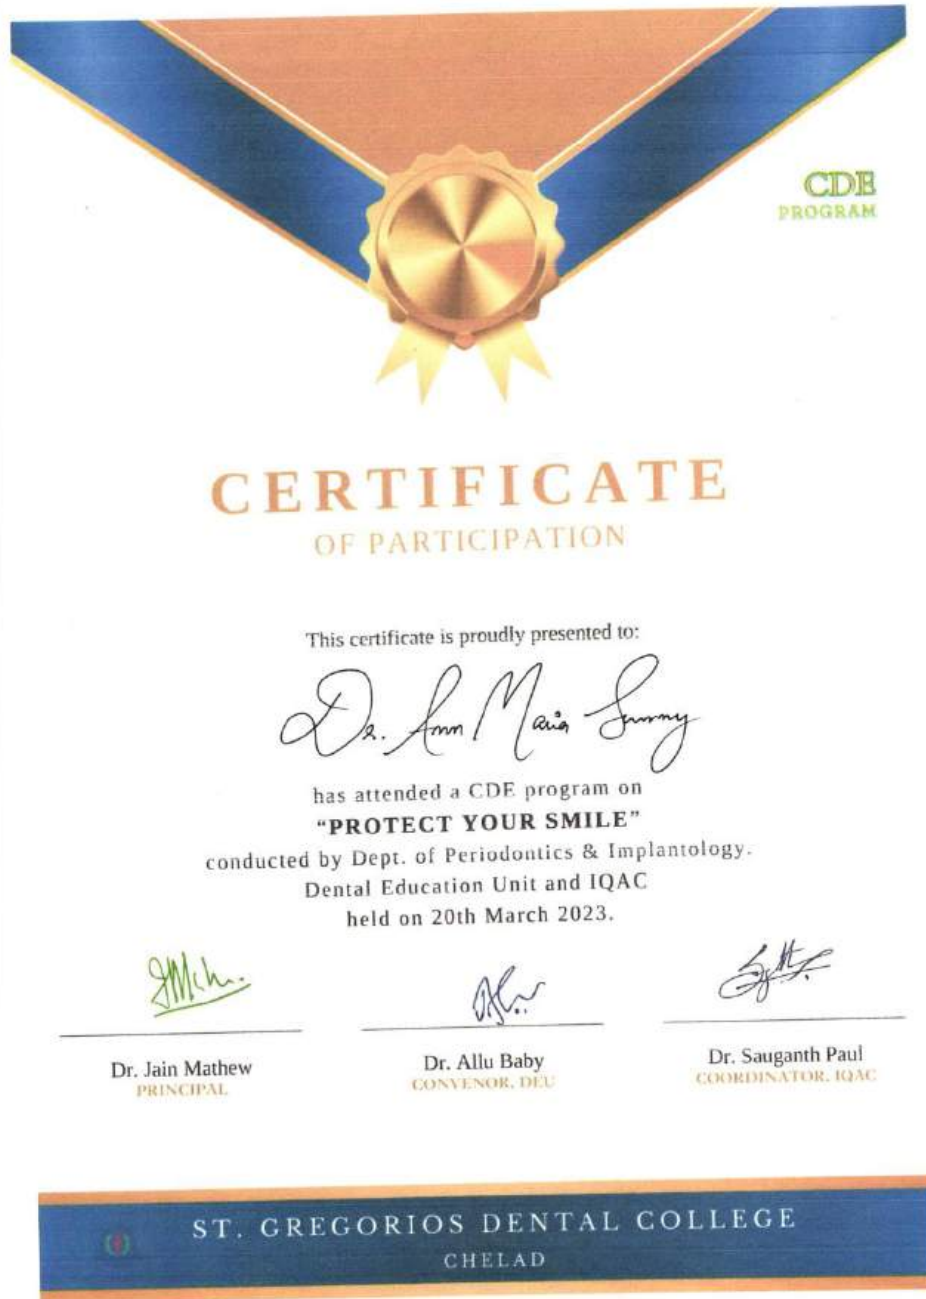 CDE
PROGRAM
CERTIFICATE
OF PARTICIPATION
This certificate is proudly presented to:
Dr. Ann Maria Sunny
has attended a CDE program on
“PROTECT YOUR SMILE”
conducted by Dept. of Periodontics & Implantology.
Dental Education Unit and IQAC
held on 20th March 2023.
Dr. Jain Mathew
PRINCIPAL
Dr. Allu Baby
CONVENOR, DEU
Dr. Sauganth Paul
COORDINATOR, IQAC
ST. GREGORIOS DENTAL COLLEGE
CHELAD